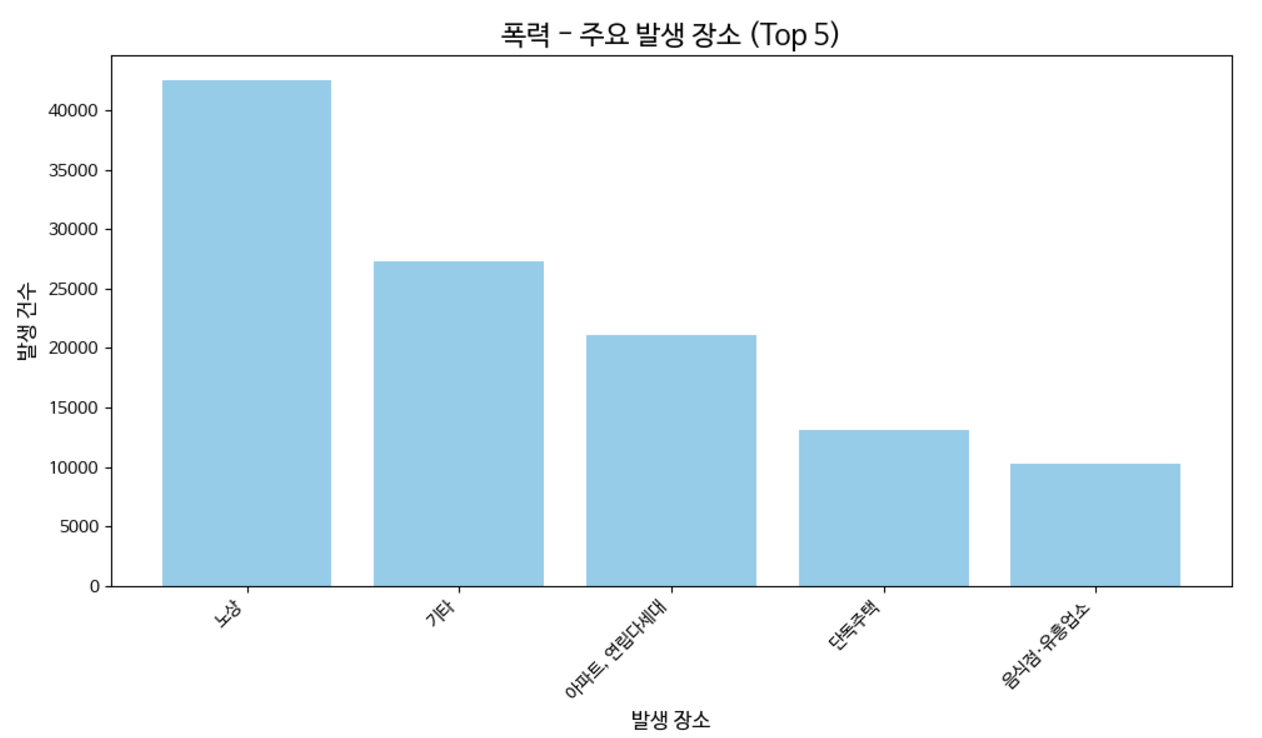 폭력 - 주요 발생 장소 (Top 5)
발생 건수
40000
35000
30000
25000
20000
15000
10000
5000
0
노상
기타
아파트, 연립다세대
단독주택
음식점·유흥업소
발생 장소